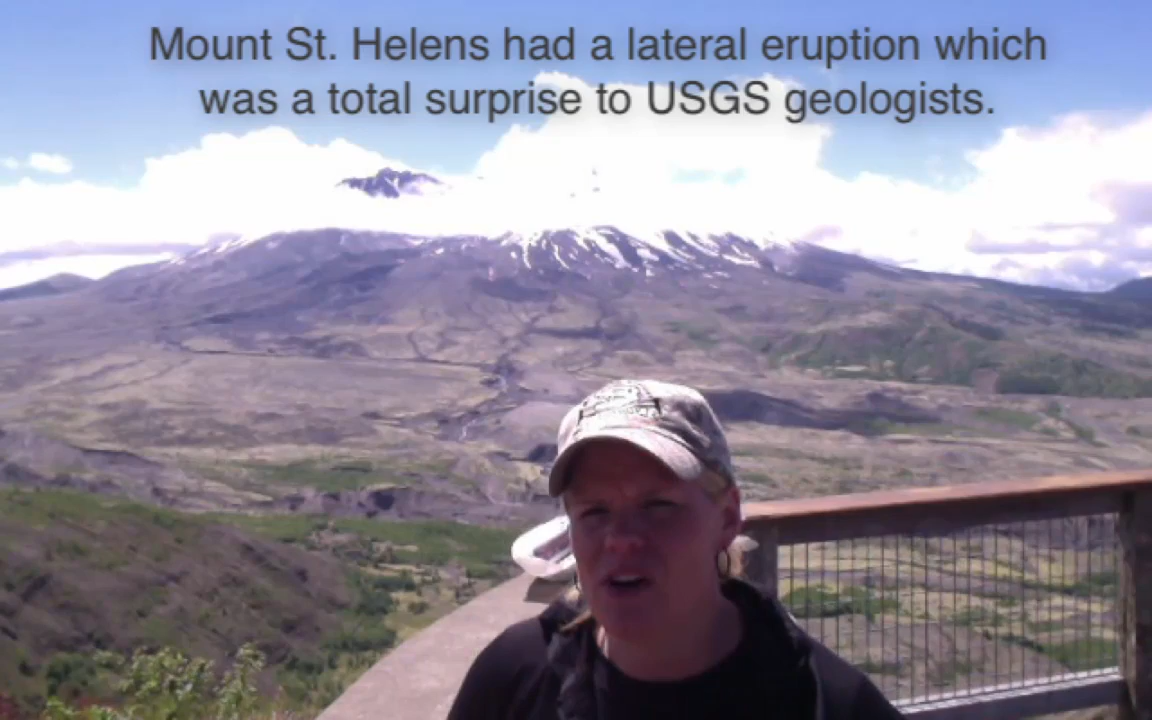 Mount St. Helens had a lateral eruption which
was a total surprise to USGS geologists.